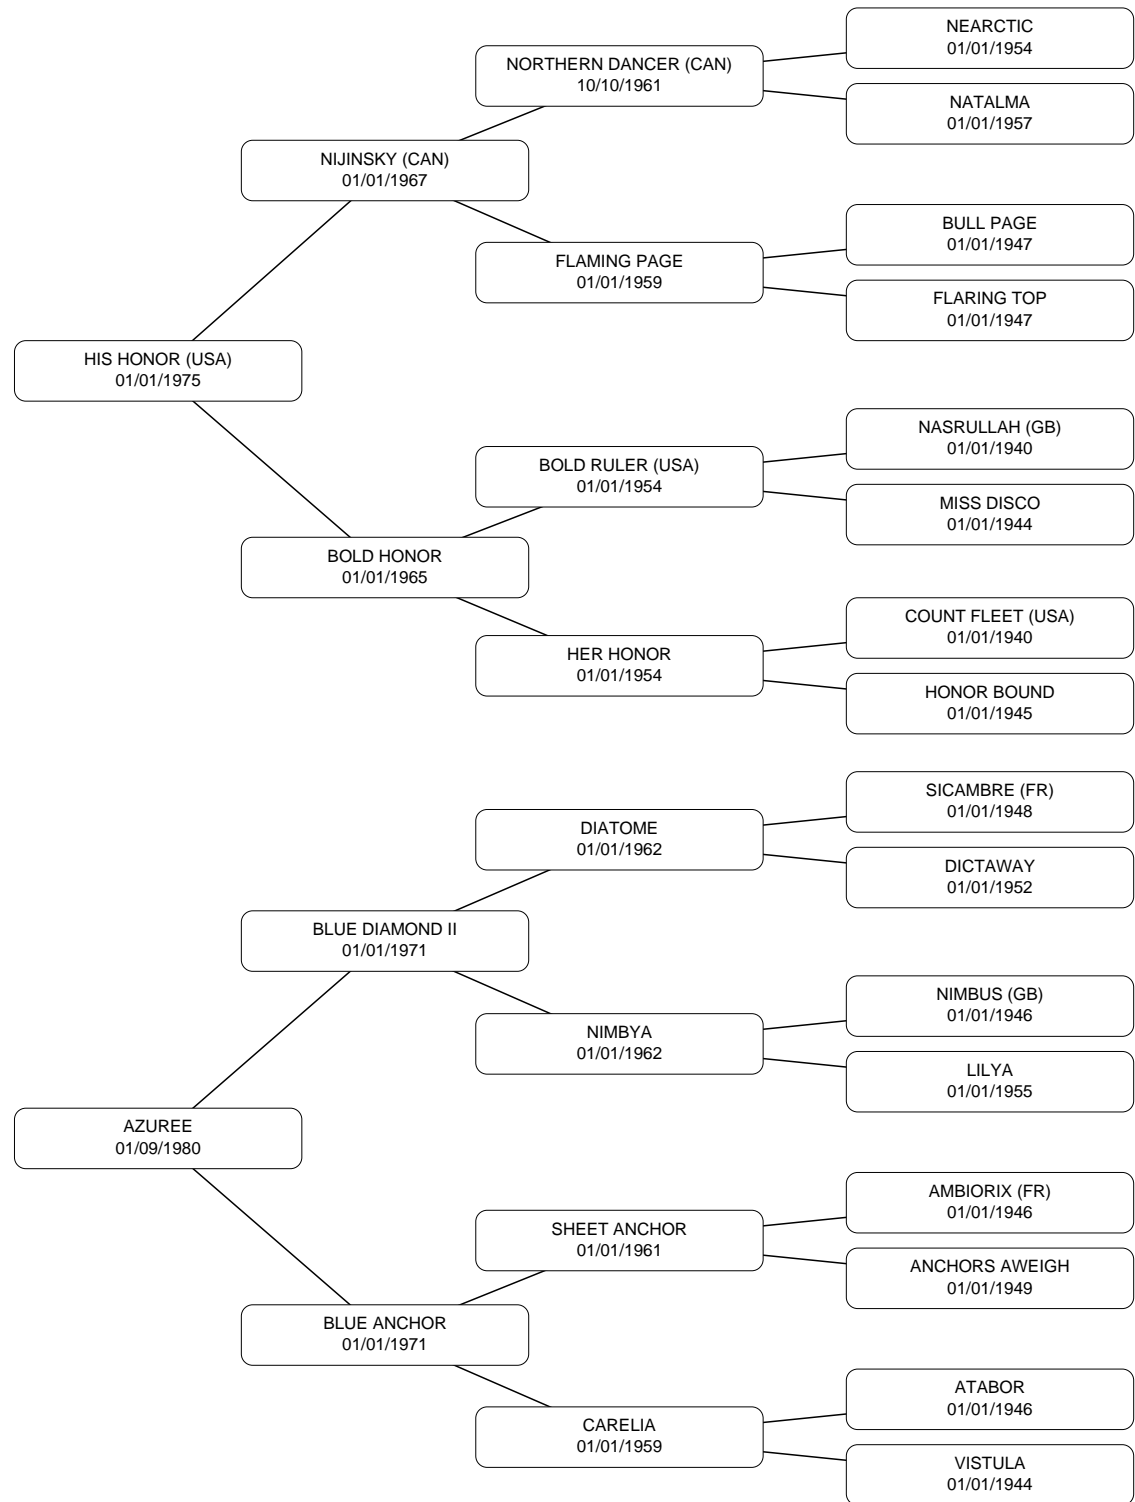 NEARCTIC
01/01/1954
NORTHERN DANCER (CAN)
10/10/1961
NATALMA
01/01/1957
NIJINSKY (CAN)
01/01/1967
BULL PAGE
01/01/1947
FLAMING PAGE
01/01/1959
FLARING TOP
01/01/1947
HIS HONOR (USA)
01/01/1975
NASRULLAH (GB)
01/01/1940
BOLD RULER (USA)
01/01/1954
MISS DISCO
01/01/1944
BOLD HONOR
01/01/1965
COUNT FLEET (USA)
01/01/1940
HER HONOR
01/01/1954
HONOR BOUND
01/01/1945
SICAMBRE (FR)
01/01/1948
DIATOME
01/01/1962
DICTAWAY
01/01/1952
BLUE DIAMOND II
01/01/1971
NIMBUS (GB)
01/01/1946
NIMBYA
01/01/1962
LILYA
01/01/1955
AZUREE
01/09/1980
AMBIORIX (FR)
01/01/1946
SHEET ANCHOR
01/01/1961
ANCHORS AWEIGH
01/01/1949
BLUE ANCHOR
01/01/1971
ATABOR
01/01/1946
CARELIA
01/01/1959
VISTULA
01/01/1944